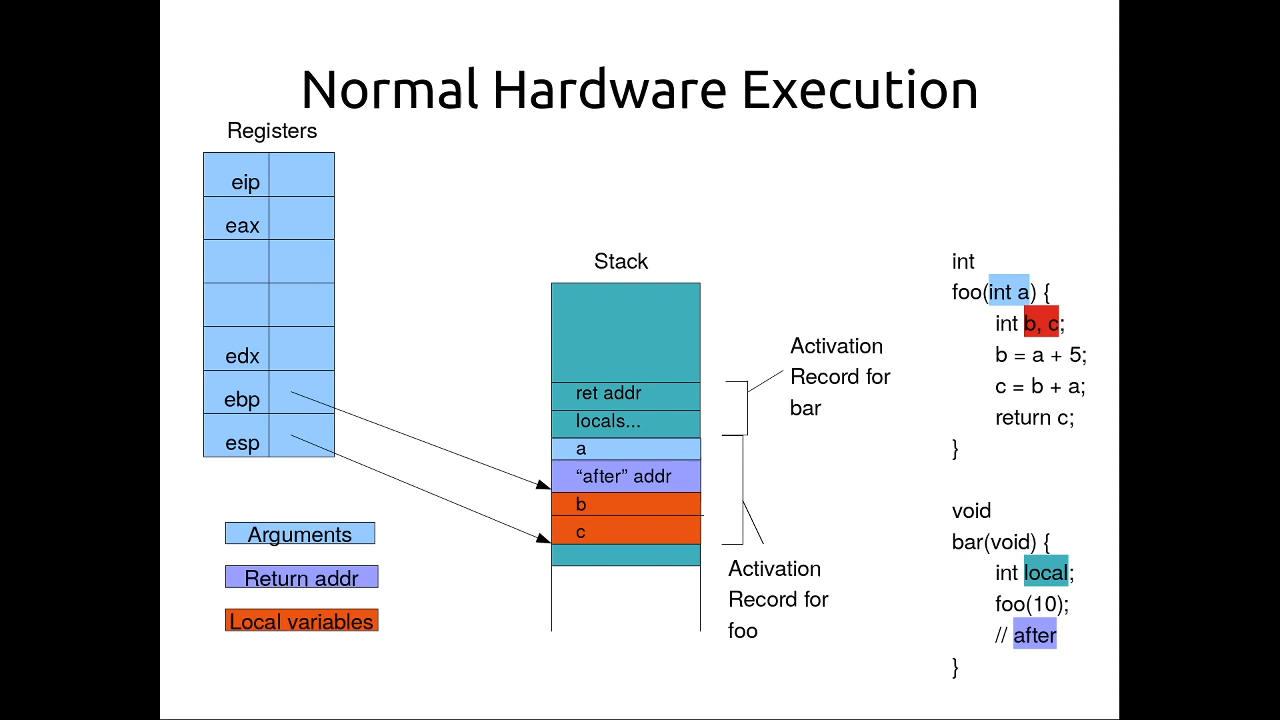 Normal Hardware Execution
Registers
eip
eax
edx
ebp
esp
Arguments
Return addr
Local variables
Stack
ret addr
locals...
a
“after” addr
b
c
Activation
Record for
bar
Activation
Record for
foo
int
foo(int a) {
int b, c;
b = a + 5;
c = b + a;
return c;
}
void
bar(void) {
int local;
foo(10);
// after
}